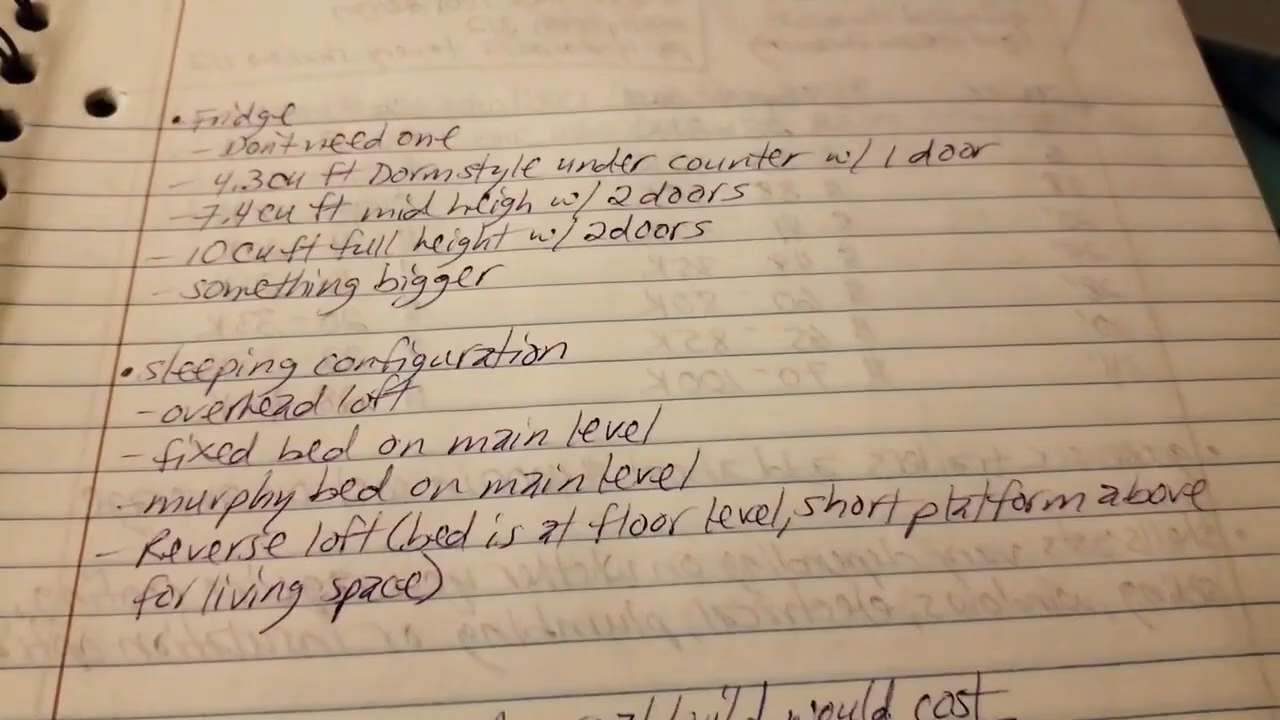 • Fridge
- Don't need one
- 4.3 cu ft Dorm style under counter w/ 1 door
- 7.4 cu ft mid heigh w/ 2 doors
- 10 cu ft full height w/ 2 doors
- something bigger
• sleeping configuration
- overhead loft
- fixed bed on main level
- murphy bed on main level
- Reverse loft (bed is at floor level, short platform above
for living space)
build would cost